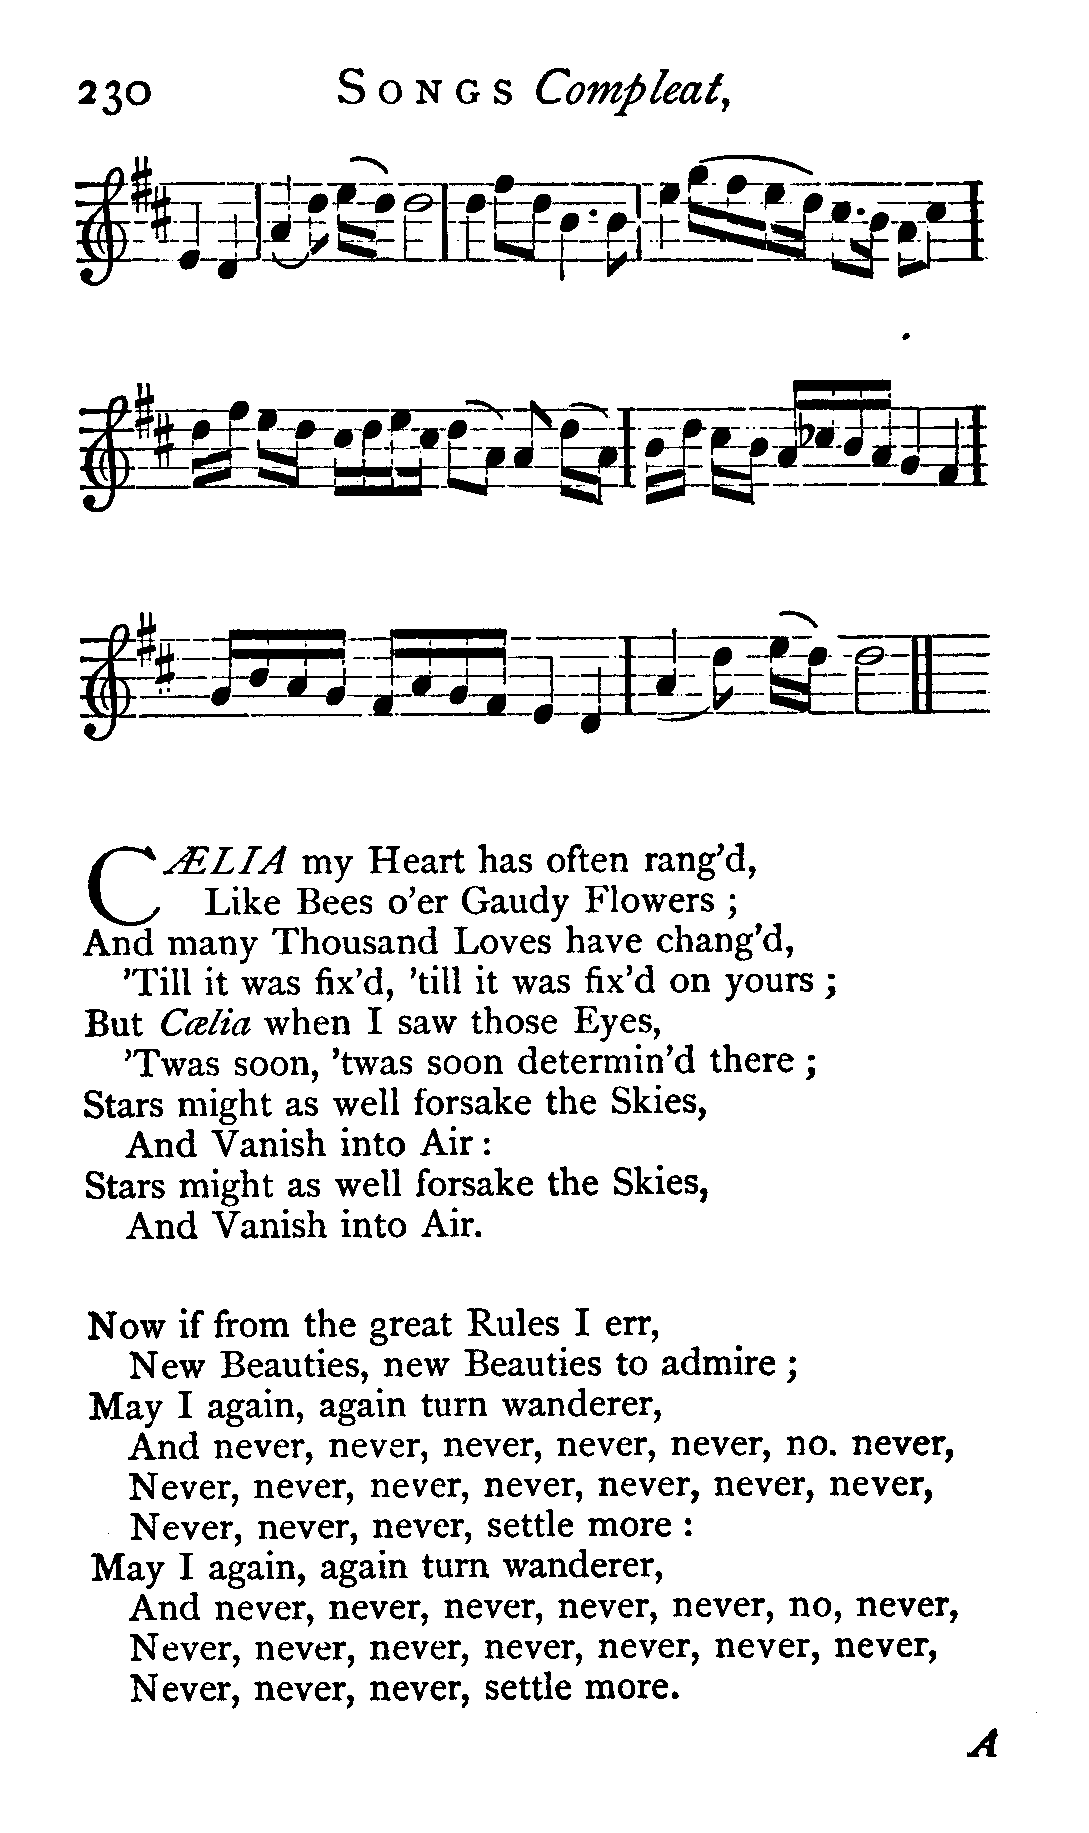 230 SONGS Compleat,
CÆLIA my Heart has often rang'd,
Like Bees o'er Gaudy Flowers ;
And many Thousand Loves have chang'd,
'Till it was fix'd, 'till it was fix'd on yours ;
But Cælia when I saw those Eyes,
'Twas soon, 'twas soon determin'd there ;
Stars might as well forsake the Skies,
And Vanish into Air :
Stars might as well forsake the Skies,
And Vanish into Air.
Now if from the great Rules I err,
New Beauties, new Beauties to admire ;
May I again, again turn wanderer,
And never, never, never, never, never, no. never,
Never, never, never, never, never, never, never,
Never, never, never, settle more :
May I again, again turn wanderer,
And never, never, never, never, never, no, never,
Never, never, never, never, never, never, never,
Never, never, never, settle more.
A